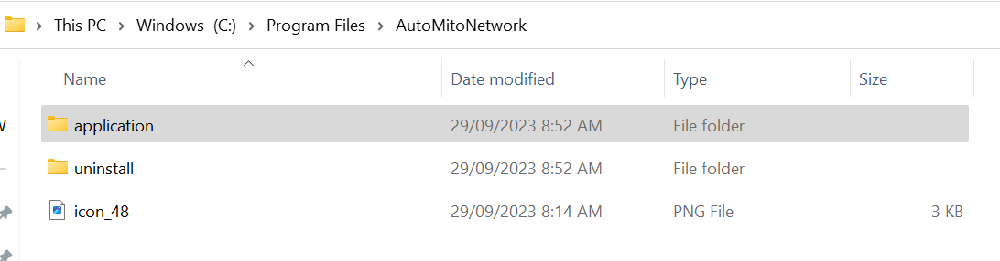 This PC > Windows (C:) > Program Files > AutoMitoNetwork
Name Date modified Type Size
application 29/09/2023 8:52 AM File folder
uninstall 29/09/2023 8:52 AM File folder
icon_48 29/09/2023 8:14 AM PNG File 3 KB